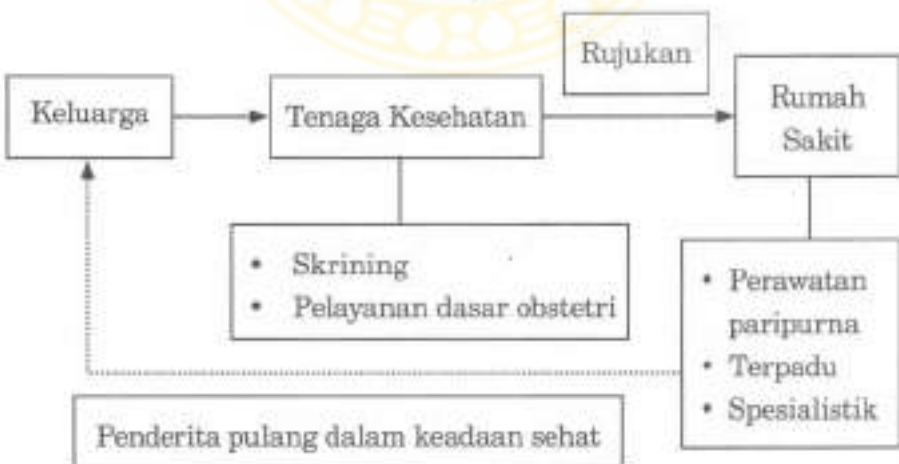 Rujukan
Keluarga
Tenaga Kesehatan
Rumah
Sakit
• Skrining
• Pelayanan dasar obstetri
• Perawatan
paripurna
• Terpadu
• Spesialistik
Penderita pulang dalam keadaan sehat